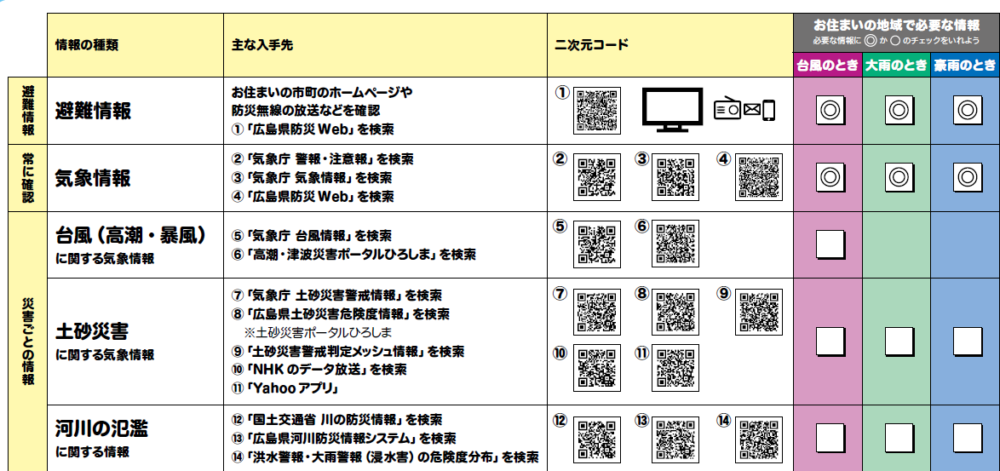 情報の種類
主な入手先
二次元コード
お住まいの地域で必要な情報
必要な情報に ◎ か ○ のチェックをいれよう
台風のとき
大雨のとき
豪雨のとき
避難情報
避難情報
お住まいの市町のホームページや
防災無線の放送などを確認
①「広島県防災 Web」を検索
①
◎
◎
◎
常に確認
気象情報
②「気象庁 警報・注意報」を検索
③「気象庁 気象情報」を検索
④「広島県防災 Web」を検索
②
③
④
◎
◎
◎
災害ごとの情報
台風(高潮・暴風)
に関する気象情報
⑤「気象庁 台風情報」を検索
⑥「高潮・津波災害ポータルひろしま」を検索
⑤
⑥
土砂災害
に関する気象情報
⑦「気象庁 土砂災害警戒情報」を検索
⑧「広島県土砂災害危険度情報」を検索
※土砂災害ポータルひろしま
⑨「土砂災害警戒判定メッシュ情報」を検索
⑩「NHK のデータ放送」を検索
⑪「Yahoo アプリ」
⑦
⑧
⑨
⑩
⑪
河川の氾濫
に関する情報
⑫「国土交通省 川の防災情報」を検索
⑬「広島県河川防災情報システム」を検索
⑭「洪水警報・大雨警報(浸水害)の危険度分布」を検索
⑫
⑬
⑭